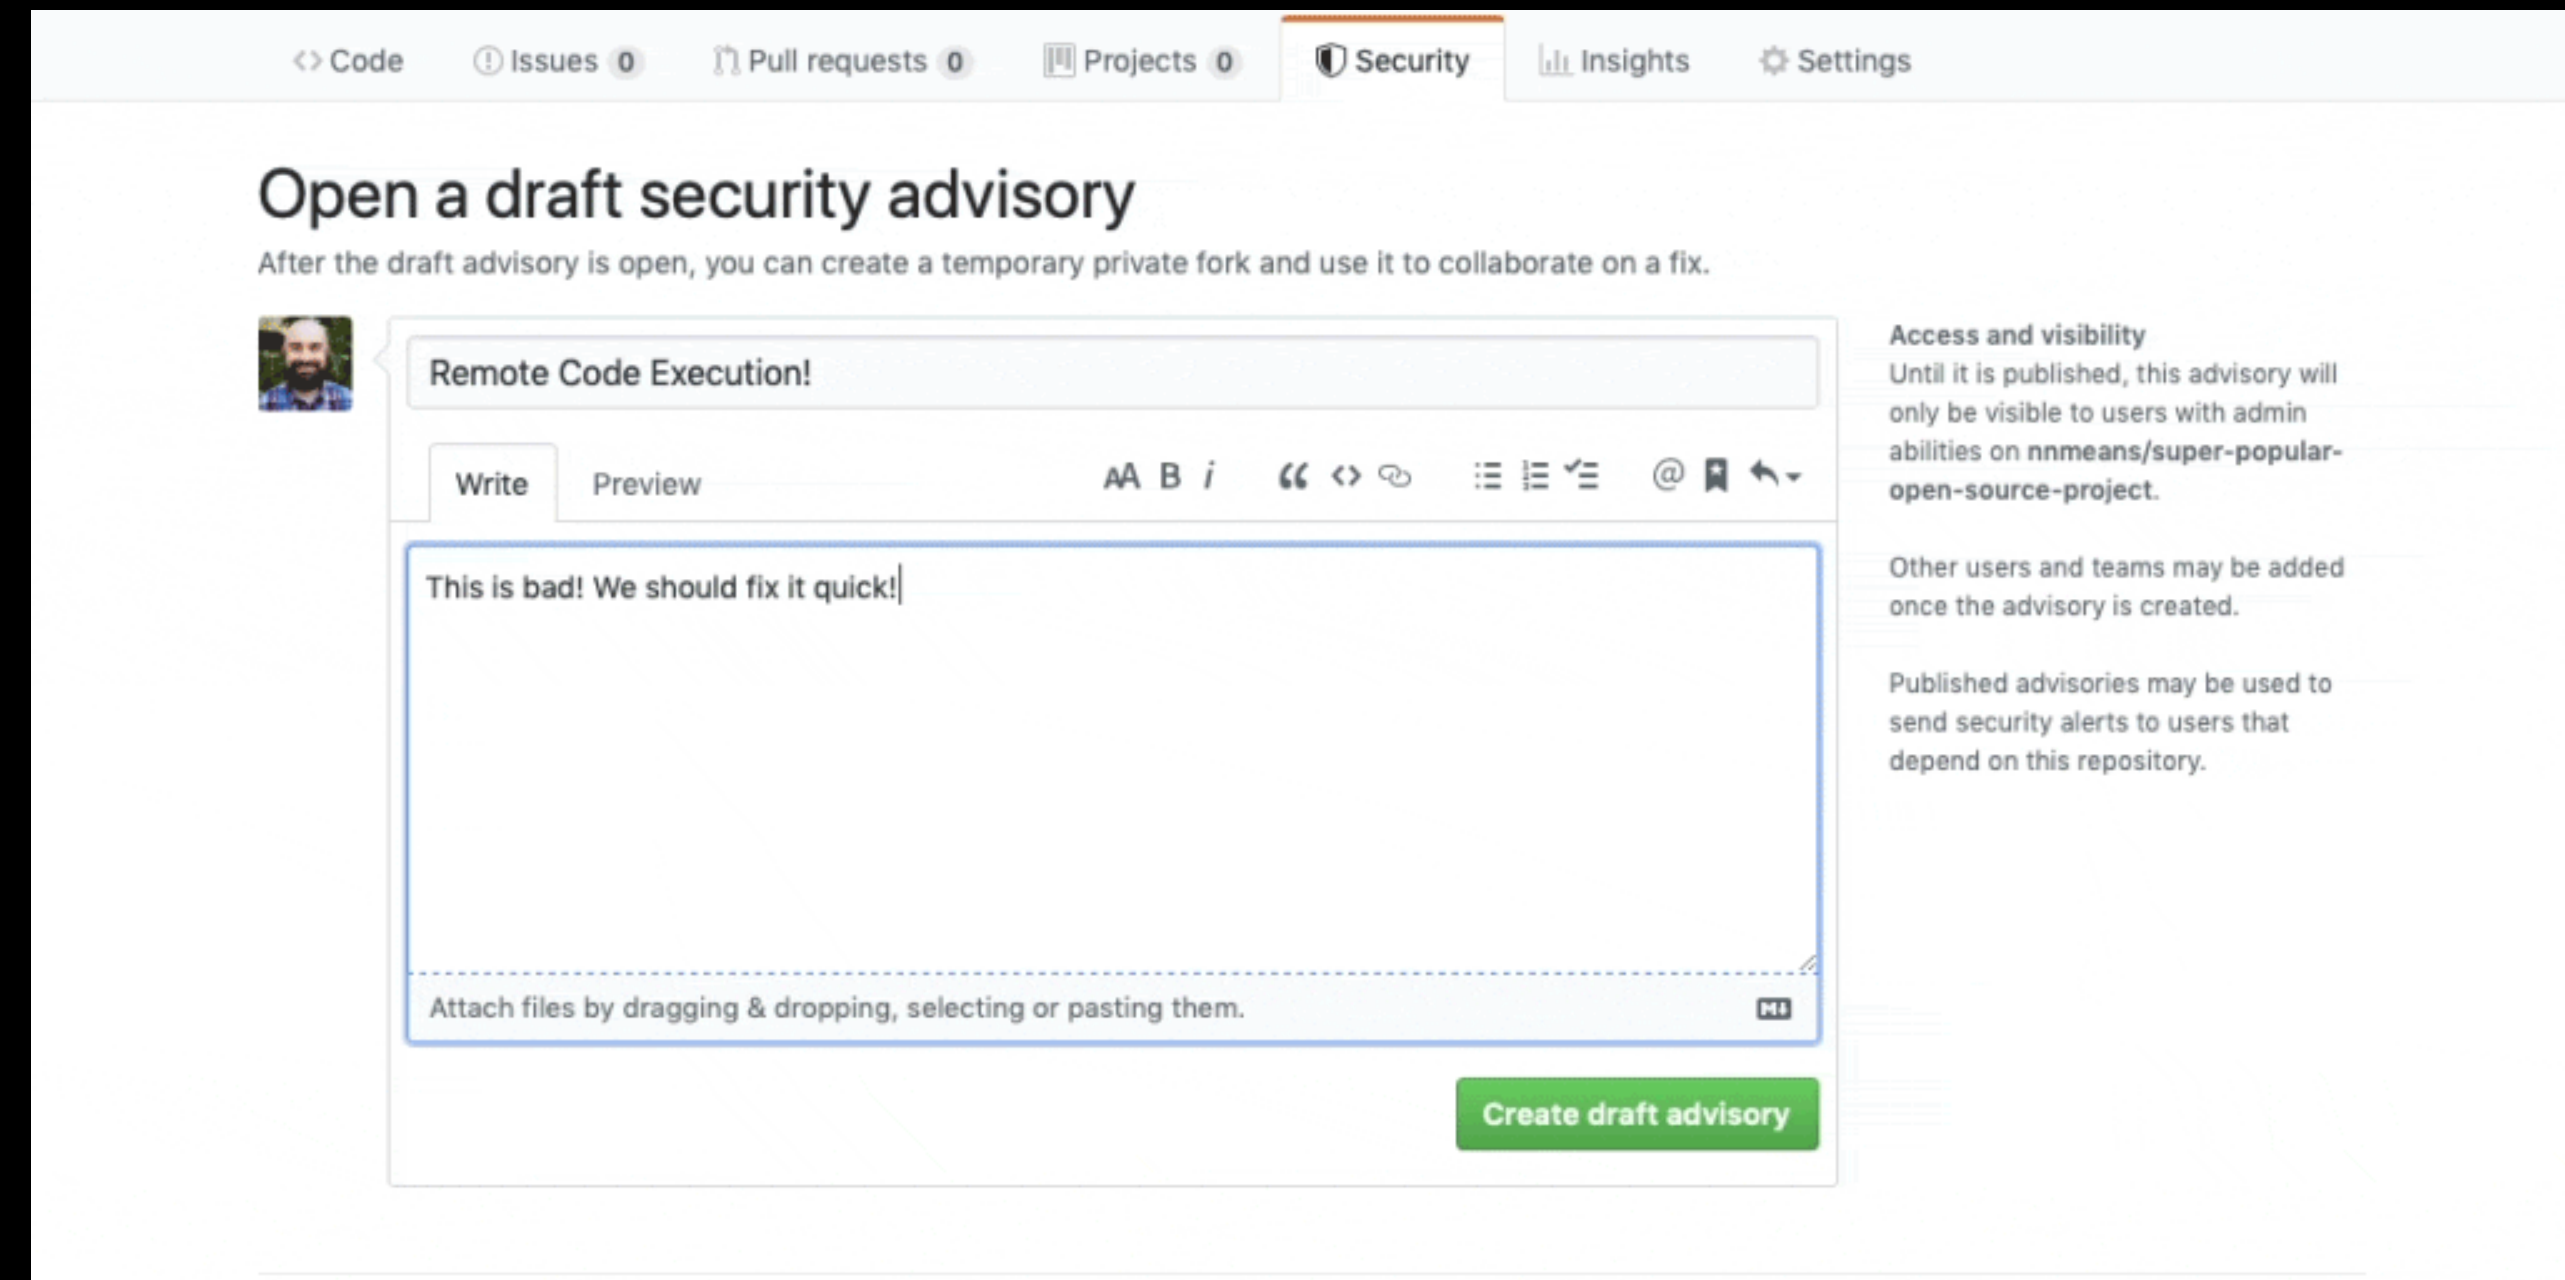 Code Issues 0 Pull requests 0 Projects 0 Security Insights Settings
Open a draft security advisory
After the draft advisory is open, you can create a temporary private fork and use it to collaborate on a fix.
Remote Code Execution!
Write Preview
This is bad! We should fix it quick!
Attach files by dragging & dropping, selecting or pasting them.
Create draft advisory
Access and visibility
Until it is published, this advisory will
only be visible to users with admin
abilities on nnmeans/super-popular-
open-source-project.
Other users and teams may be added
once the advisory is created.
Published advisories may be used to
send security alerts to users that
depend on this repository.